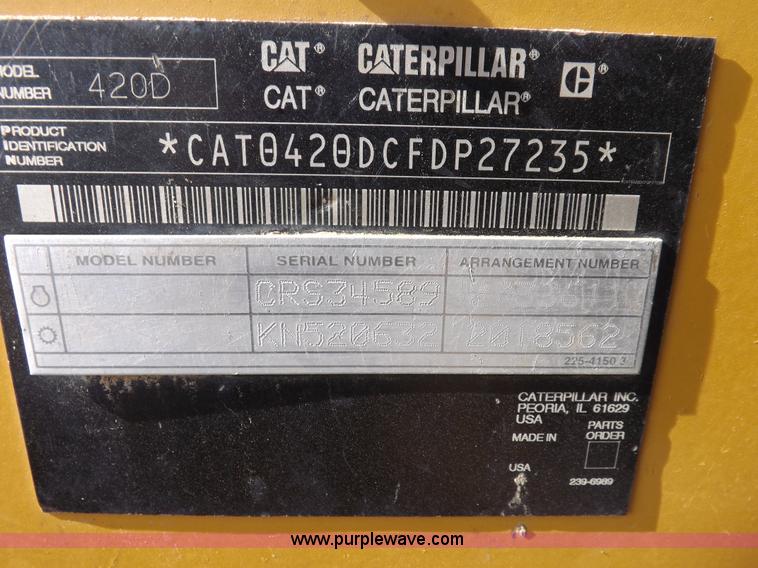 CAT® CATERPILLAR® C®
MODEL NUMBER 420D CAT® CATERPILLAR®
PRODUCT IDENTIFICATION NUMBER *CAT0420DCFDP27235*
MODEL NUMBER SERIAL NUMBER ARRANGEMENT NUMBER
CRS34589
KN520632 2018562
225-4150 3
CATERPILLAR INC.
PEORIA, IL 61629
USA
PARTS
MADE IN ORDER
USA
239-6989
www.purplewave.com